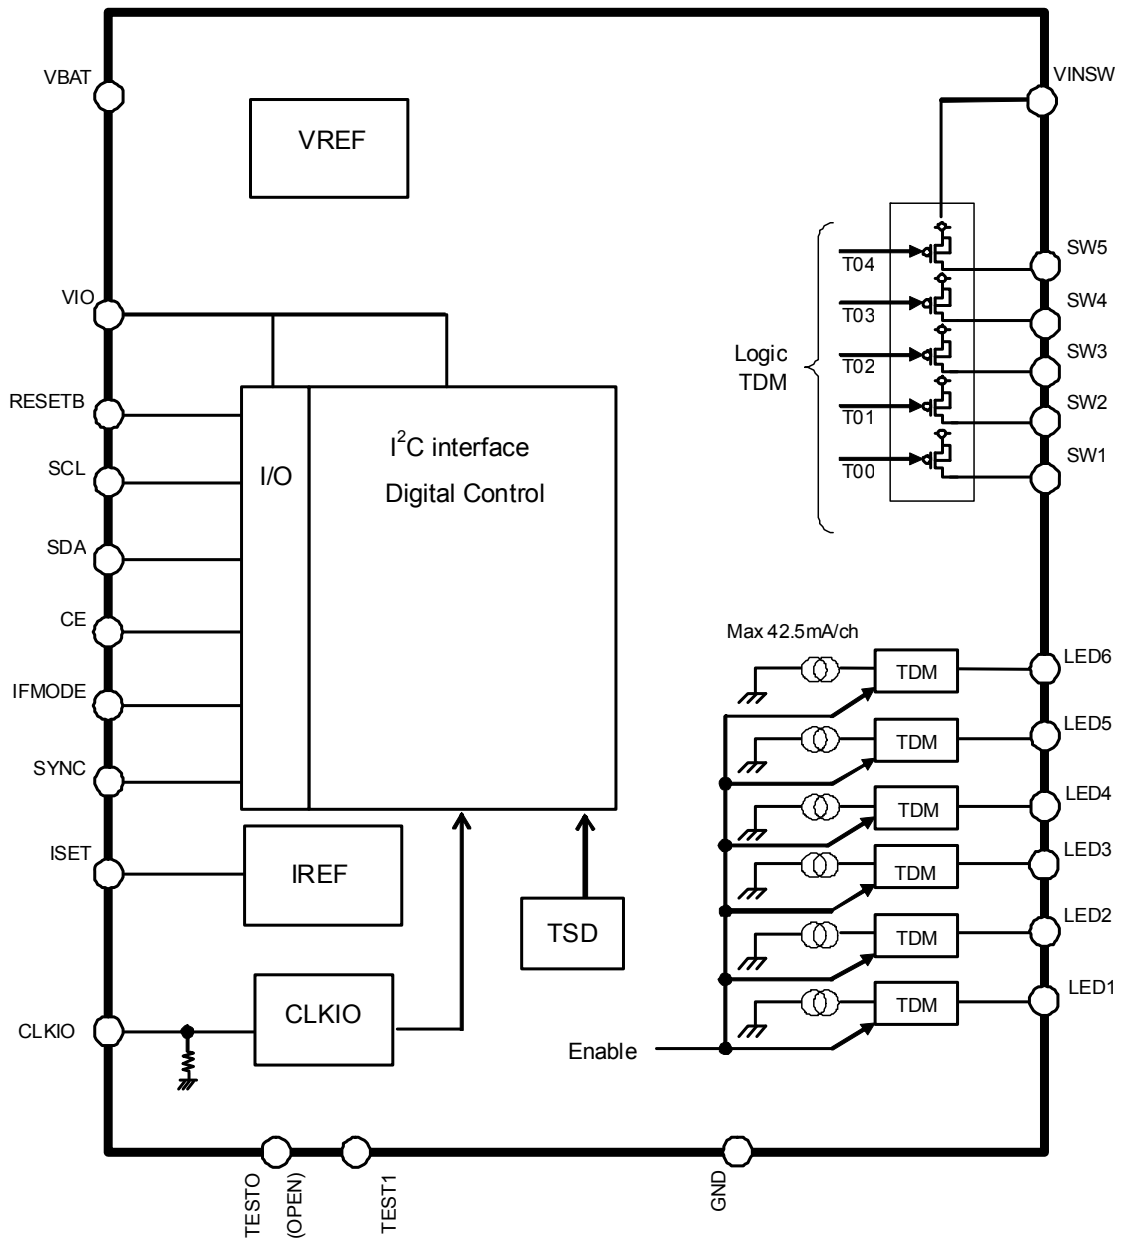 VBAT
VINSW
VREF
SW5
T04
VIO
SW4
T03
Logic
TDM
SW3
T02
RESETB
SW2
T01
I²C interface
Digital Control
I/O
SCL
SW1
T00
SDA
CE
Max 42.5mA/ch
LED6
TDM
IFMODE
LED5
TDM
SYNC
LED4
TDM
ISET
IREF
LED3
TDM
TSD
LED2
TDM
CLKIO
CLKIO
LED1
TDM
Enable
TESTO
(OPEN)
TEST1
GND